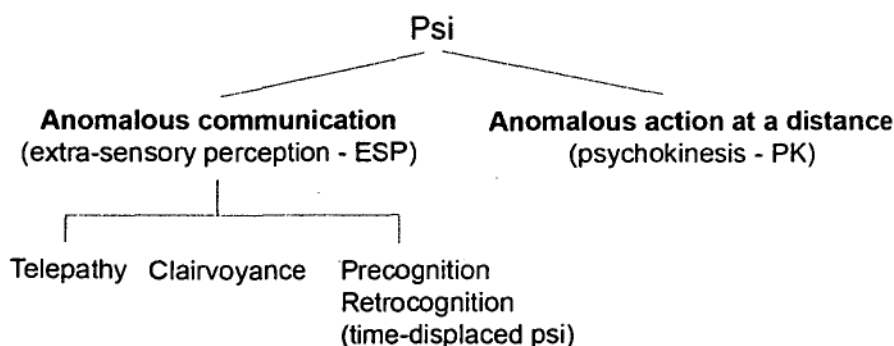 Psi
Anomalous communication
(extra-sensory perception - ESP)
Anomalous action at a distance
(psychokinesis - PK)
Telepathy
Clairvoyance
Precognition
Retrocognition
(time-displaced psi)